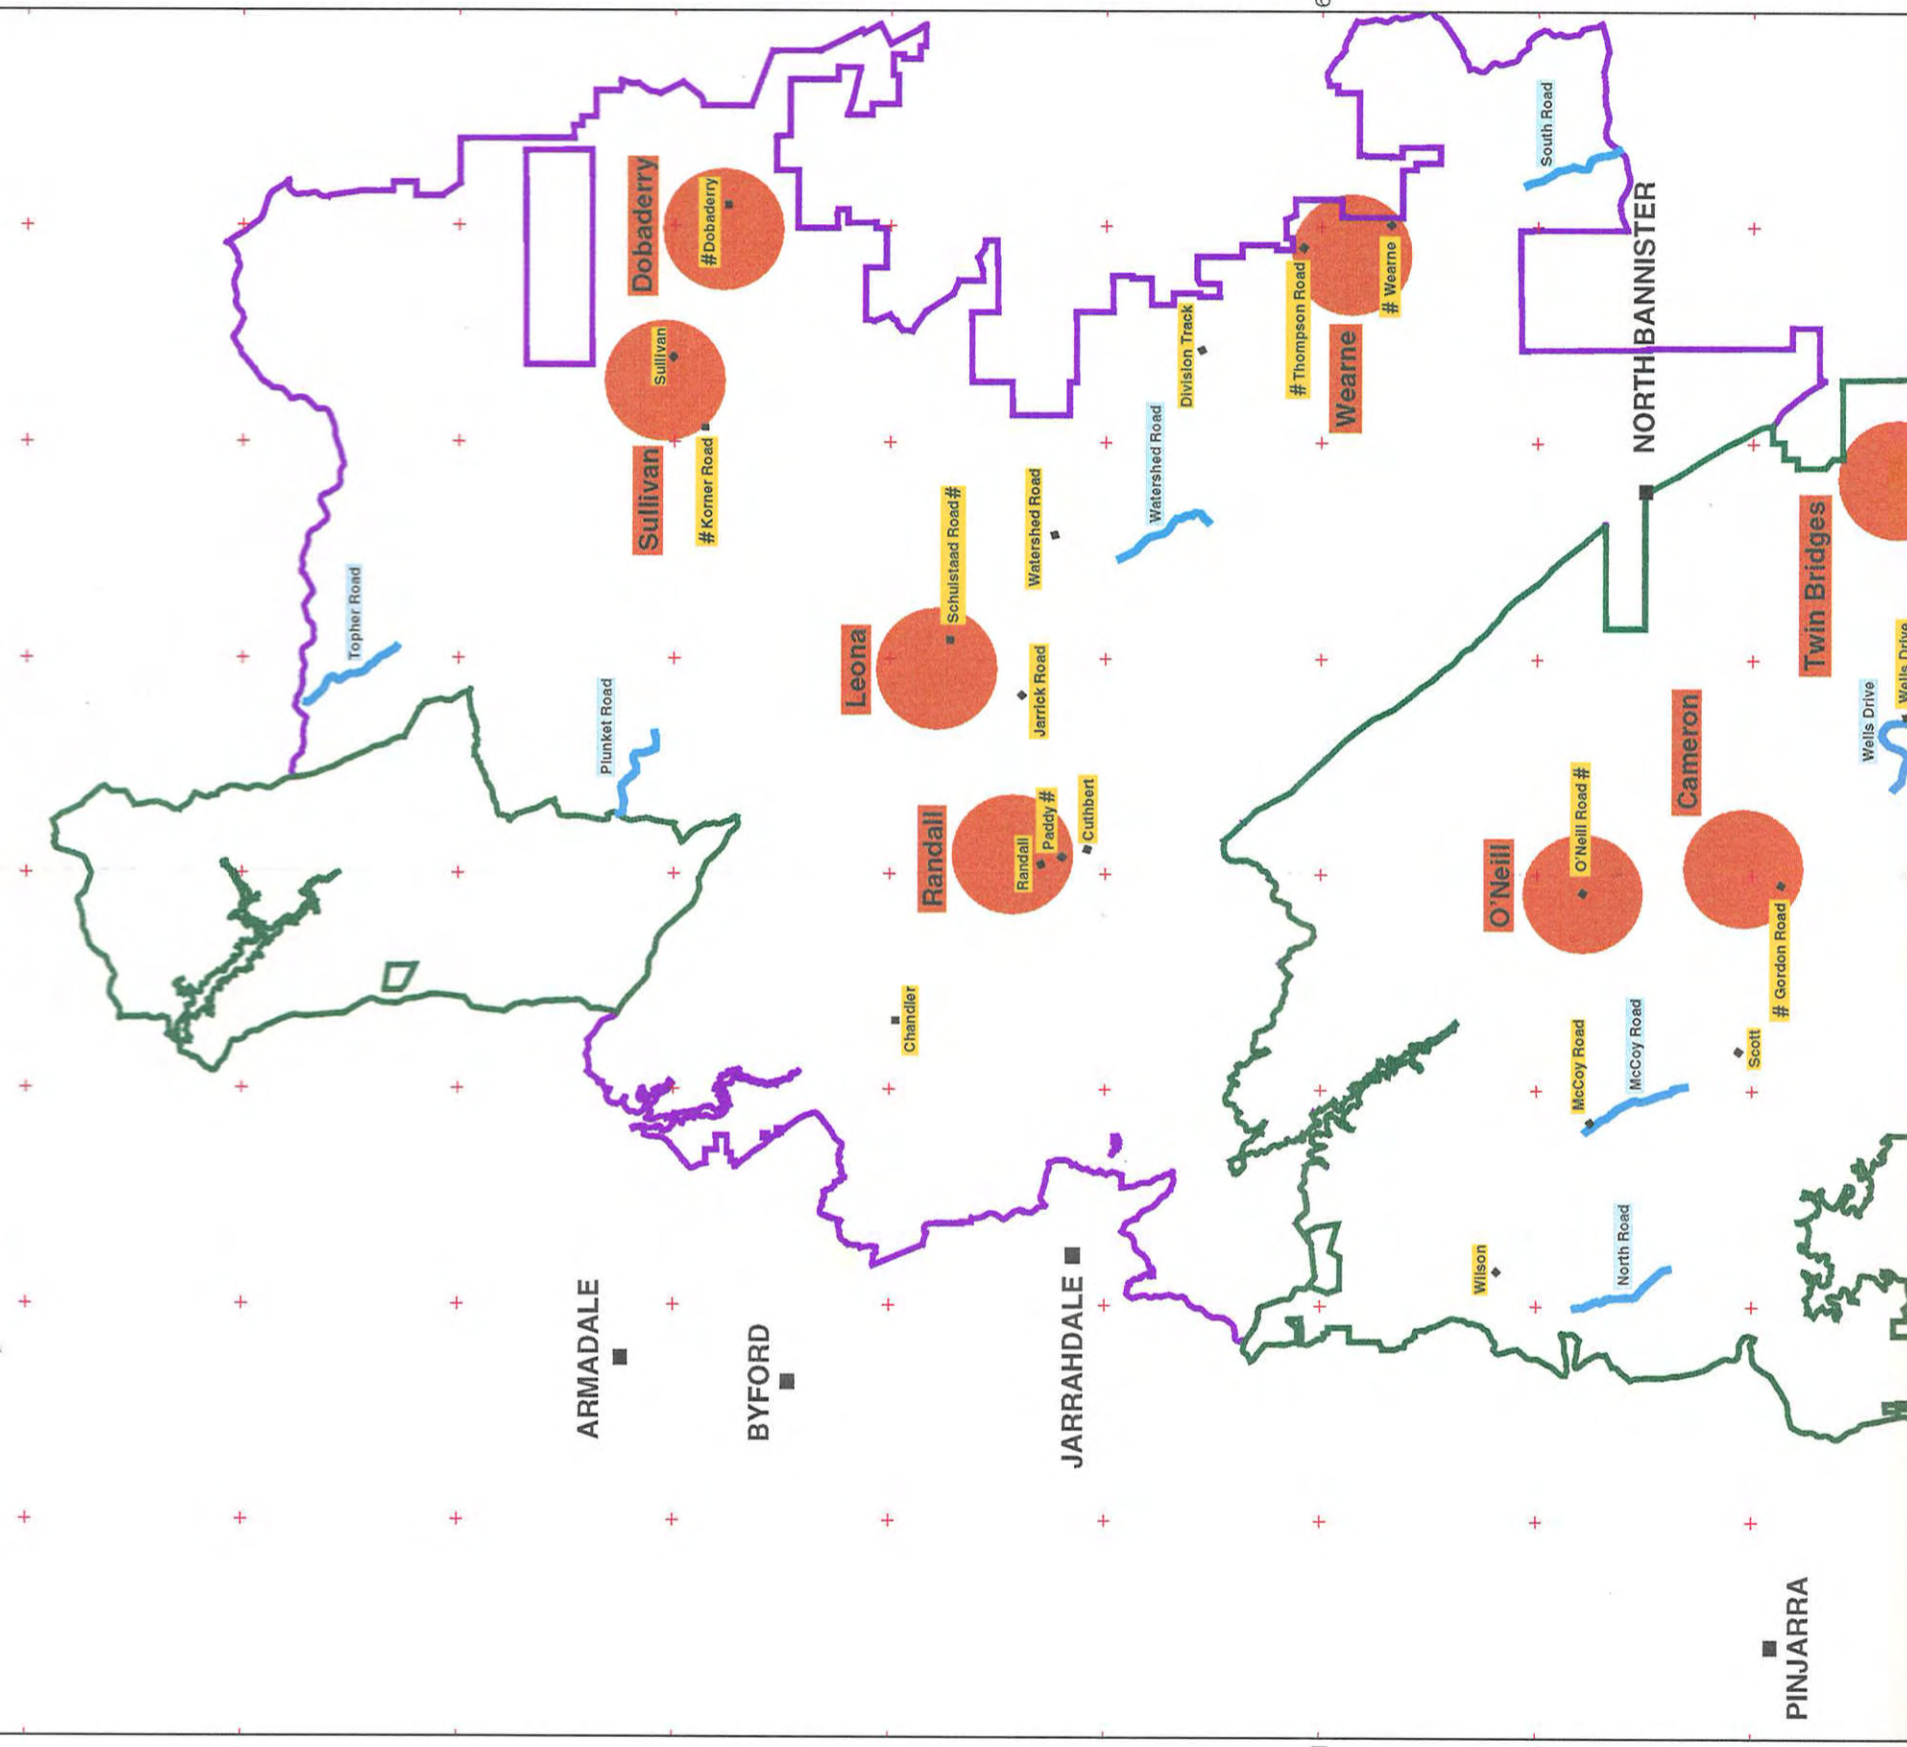 Dobaderry
#Dobaderry
Sullivan
Sullivan
# Korner Road
Topher Road
Plunket Road
Leona
Schulstaad Road#
Watershed Road
Jarrick Road
Watershed Road
Division Track
# Thompson Road
Wearne
# Wearne
South Road
NORTH BANNISTER
Twin Bridges
Wells Drive
Wells Drive
Cameron
# Gordon Road
O'Neill
O'Neill Road #
Randall
Randall
Paddy #
Cuthbert
Chandler
McCoy Road
McCoy Road
Scott
Wilson
North Road
ARMADALE
BYFORD
JARRAHDALE
PINJARRA